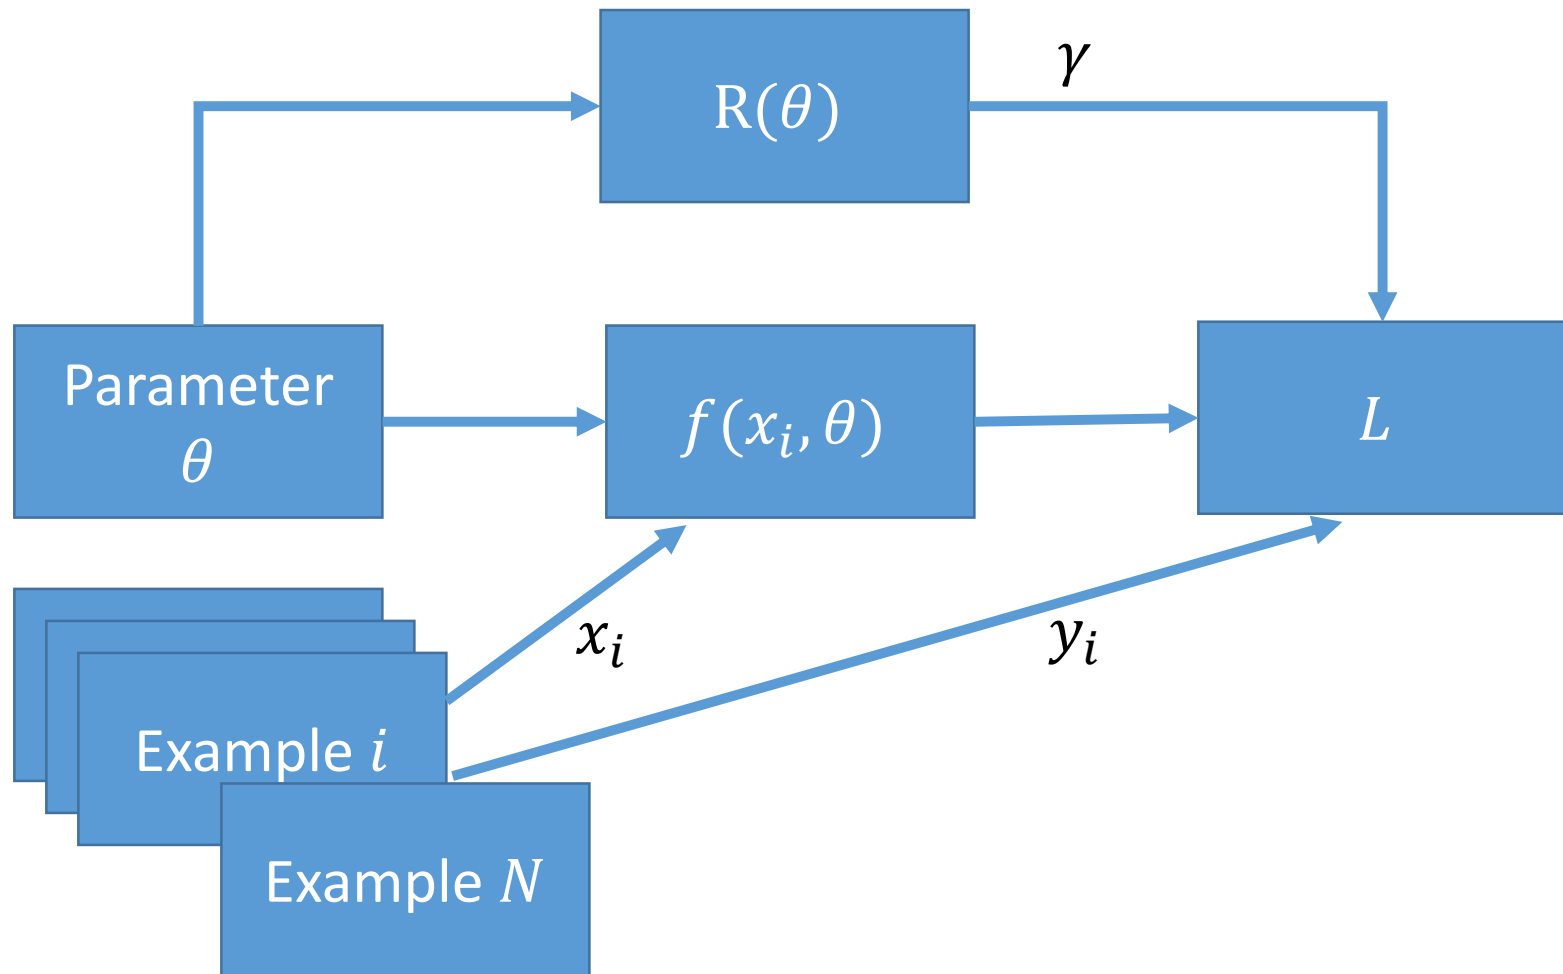 γ
R(θ)
Parameter
θ
f(x_i, θ)
L
x_i
y_i
Example i
Example N